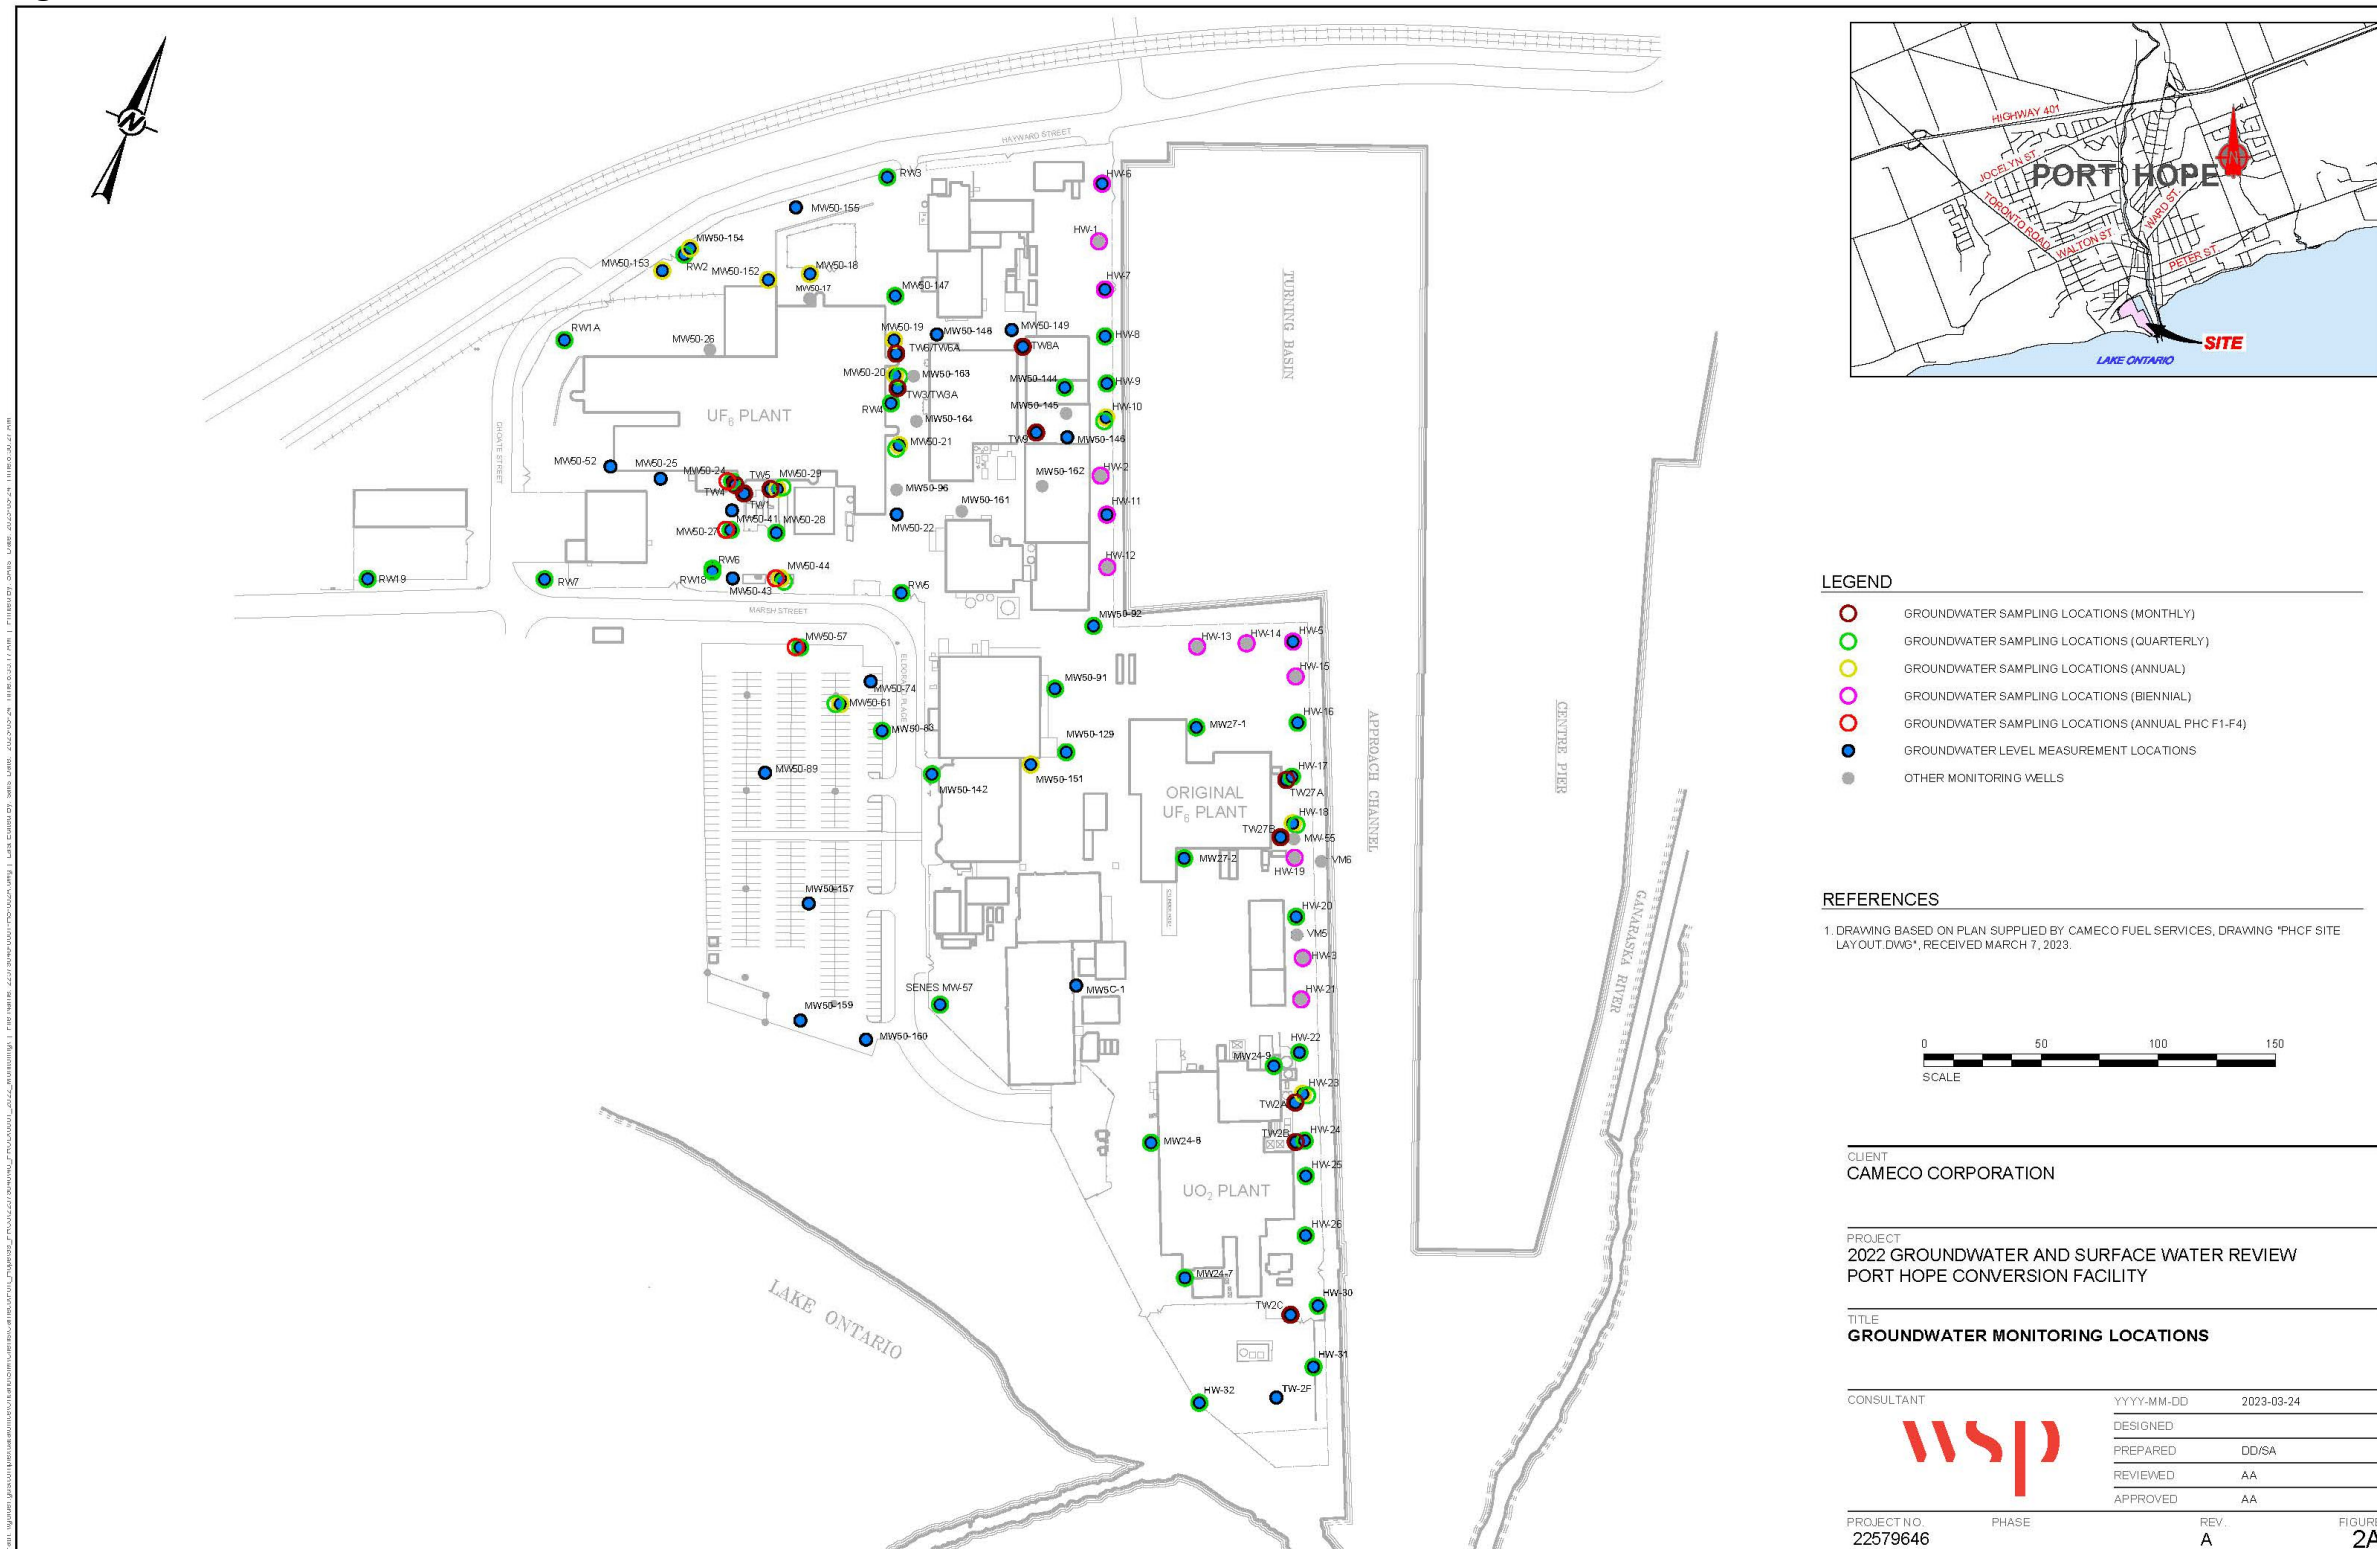 HAYWARD STREET
RW3
HW-6
MW50-155
HW-1
MW50-154
MW50-153
RW2
MW50-152
MW50-18
MW50-17
HW-7
MW50-147
RW1A
MW50-26
MW50-19
MW50-148
MW50-149
HW-8
TW6/TW6A
TW8A
MW50-20
MW50-163
MW50-144
HW-9
TW3/TW3A
RW4
MW50-145
HW-10
MW50-164
UF6 PLANT
MW50-21
TW9
MW50-146
CHOATE STREET
MW50-52
MW50-25
MW50-24
TW5
MW50-29
MW50-162
HW-2
TW4
TW1
MW50-96
MW50-161
HW-11
MW50-41
MW50-28
MW50-27
MW50-22
HW-12
RW6
MW50-44
RW19
RW7
RW18
MW50-43
RW5
MARSH STREET
MW50-92
MW50-57
HW-13
HW-14
HW-5
HW-15
MW50-74
ELDORADO PLACE
MW50-91
MW50-61
HW-16
MW50-83
MW27-1
MW50-129
MW50-89
MW50-151
HW-17
MW50-142
TW27A
ORIGINAL
UF6 PLANT
HW-18
TW27B
MW-55
MW27-2
VM6
HW-19
MW50-157
HW-20
VM5
HW-3
SENES MW-57
MW5C-1
HW-21
MW50-159
MW50-160
HW-22
MW24-9
HW-23
TW2A
MW24-8
TW2B
HW-24
HW-25
UO2 PLANT
HW-26
MW24-7
TW2C
HW-30
HW-31
HW-32
TW-2F
TURNING BASIN
APPROACH CHANNEL
CENTRE PIER
GANARASKA RIVER
LAKE ONTARIO
N
HIGHWAY 401
JOCELYN ST.
PORT HOPE
N
TORONTO ROAD
WALTON ST.
WARD ST.
PETER ST.
SITE
LAKE ONTARIO
LEGEND
GROUNDWATER SAMPLING LOCATIONS (MONTHLY)
GROUNDWATER SAMPLING LOCATIONS (QUARTERLY)
GROUNDWATER SAMPLING LOCATIONS (ANNUAL)
GROUNDWATER SAMPLING LOCATIONS (BIENNIAL)
GROUNDWATER SAMPLING LOCATIONS (ANNUAL PHC F1-F4)
GROUNDWATER LEVEL MEASUREMENT LOCATIONS
OTHER MONITORING WELLS
REFERENCES
1. DRAWING BASED ON PLAN SUPPLIED BY CAMECO FUEL SERVICES, DRAWING "PHCF SITE
LAYOUT.DWG", RECEIVED MARCH 7, 2023.
0 50 100 150
SCALE
CLIENT
CAMECO CORPORATION
PROJECT
2022 GROUNDWATER AND SURFACE WATER REVIEW
PORT HOPE CONVERSION FACILITY
TITLE
GROUNDWATER MONITORING LOCATIONS
CONSULTANT
wsp
YYYY-MM-DD 2023-03-24
DESIGNED
PREPARED DD/SA
REVIEWED AA
APPROVED AA
PROJECT NO. PHASE REV. FIGURE
22579646 A 2A